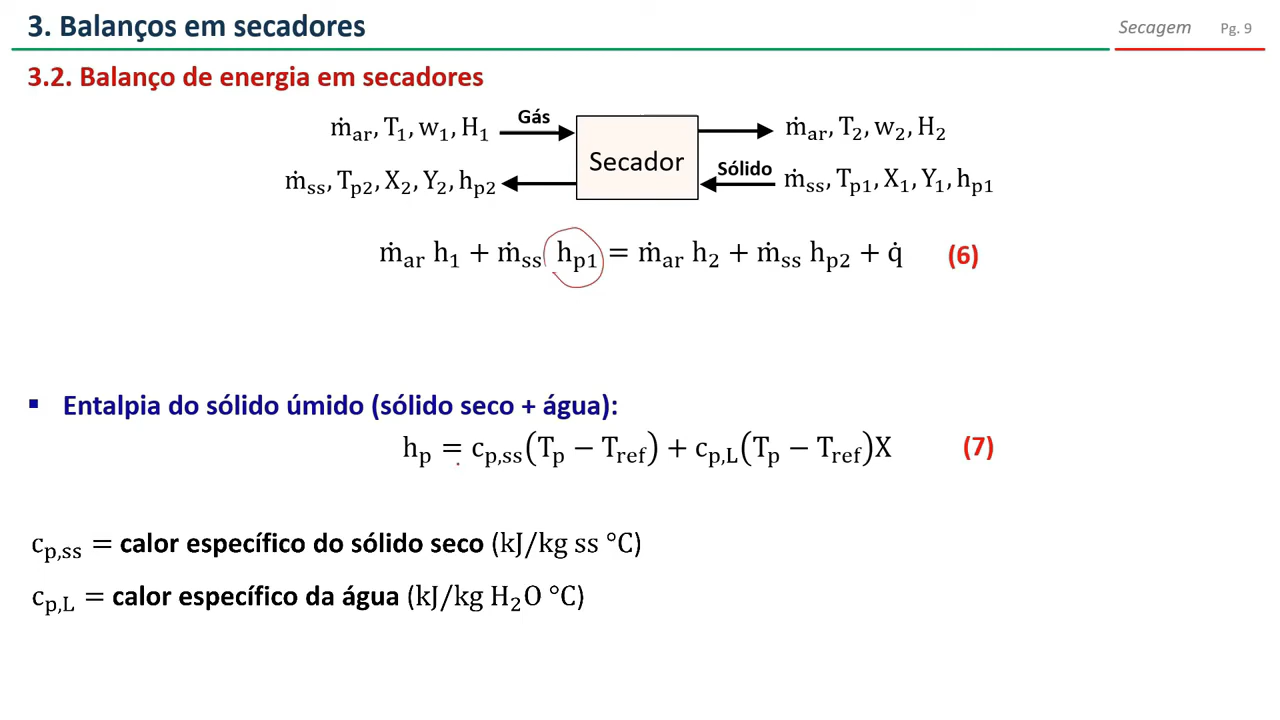 3. Balanços em secadores
Secagem Pg. 9
3.2. Balanço de energia em secadores
ṁar, T1, w1, H1 Gás ṁar, T2, w2, H2
Secador
ṁss, Tp2, X2, Y2, hp2 Sólido ṁss, Tp1, X1, Y1, hp1
ṁar h1 + ṁss hp1 = ṁar h2 + ṁss hp2 + q̇ (6)
▪ Entalpia do sólido úmido (sólido seco + água):
hp = cp,ss(Tp − Tref) + cp,L(Tp − Tref)X (7)
cp,ss = calor específico do sólido seco (kJ/kg ss °C)
cp,L = calor específico da água (kJ/kg H2O °C)